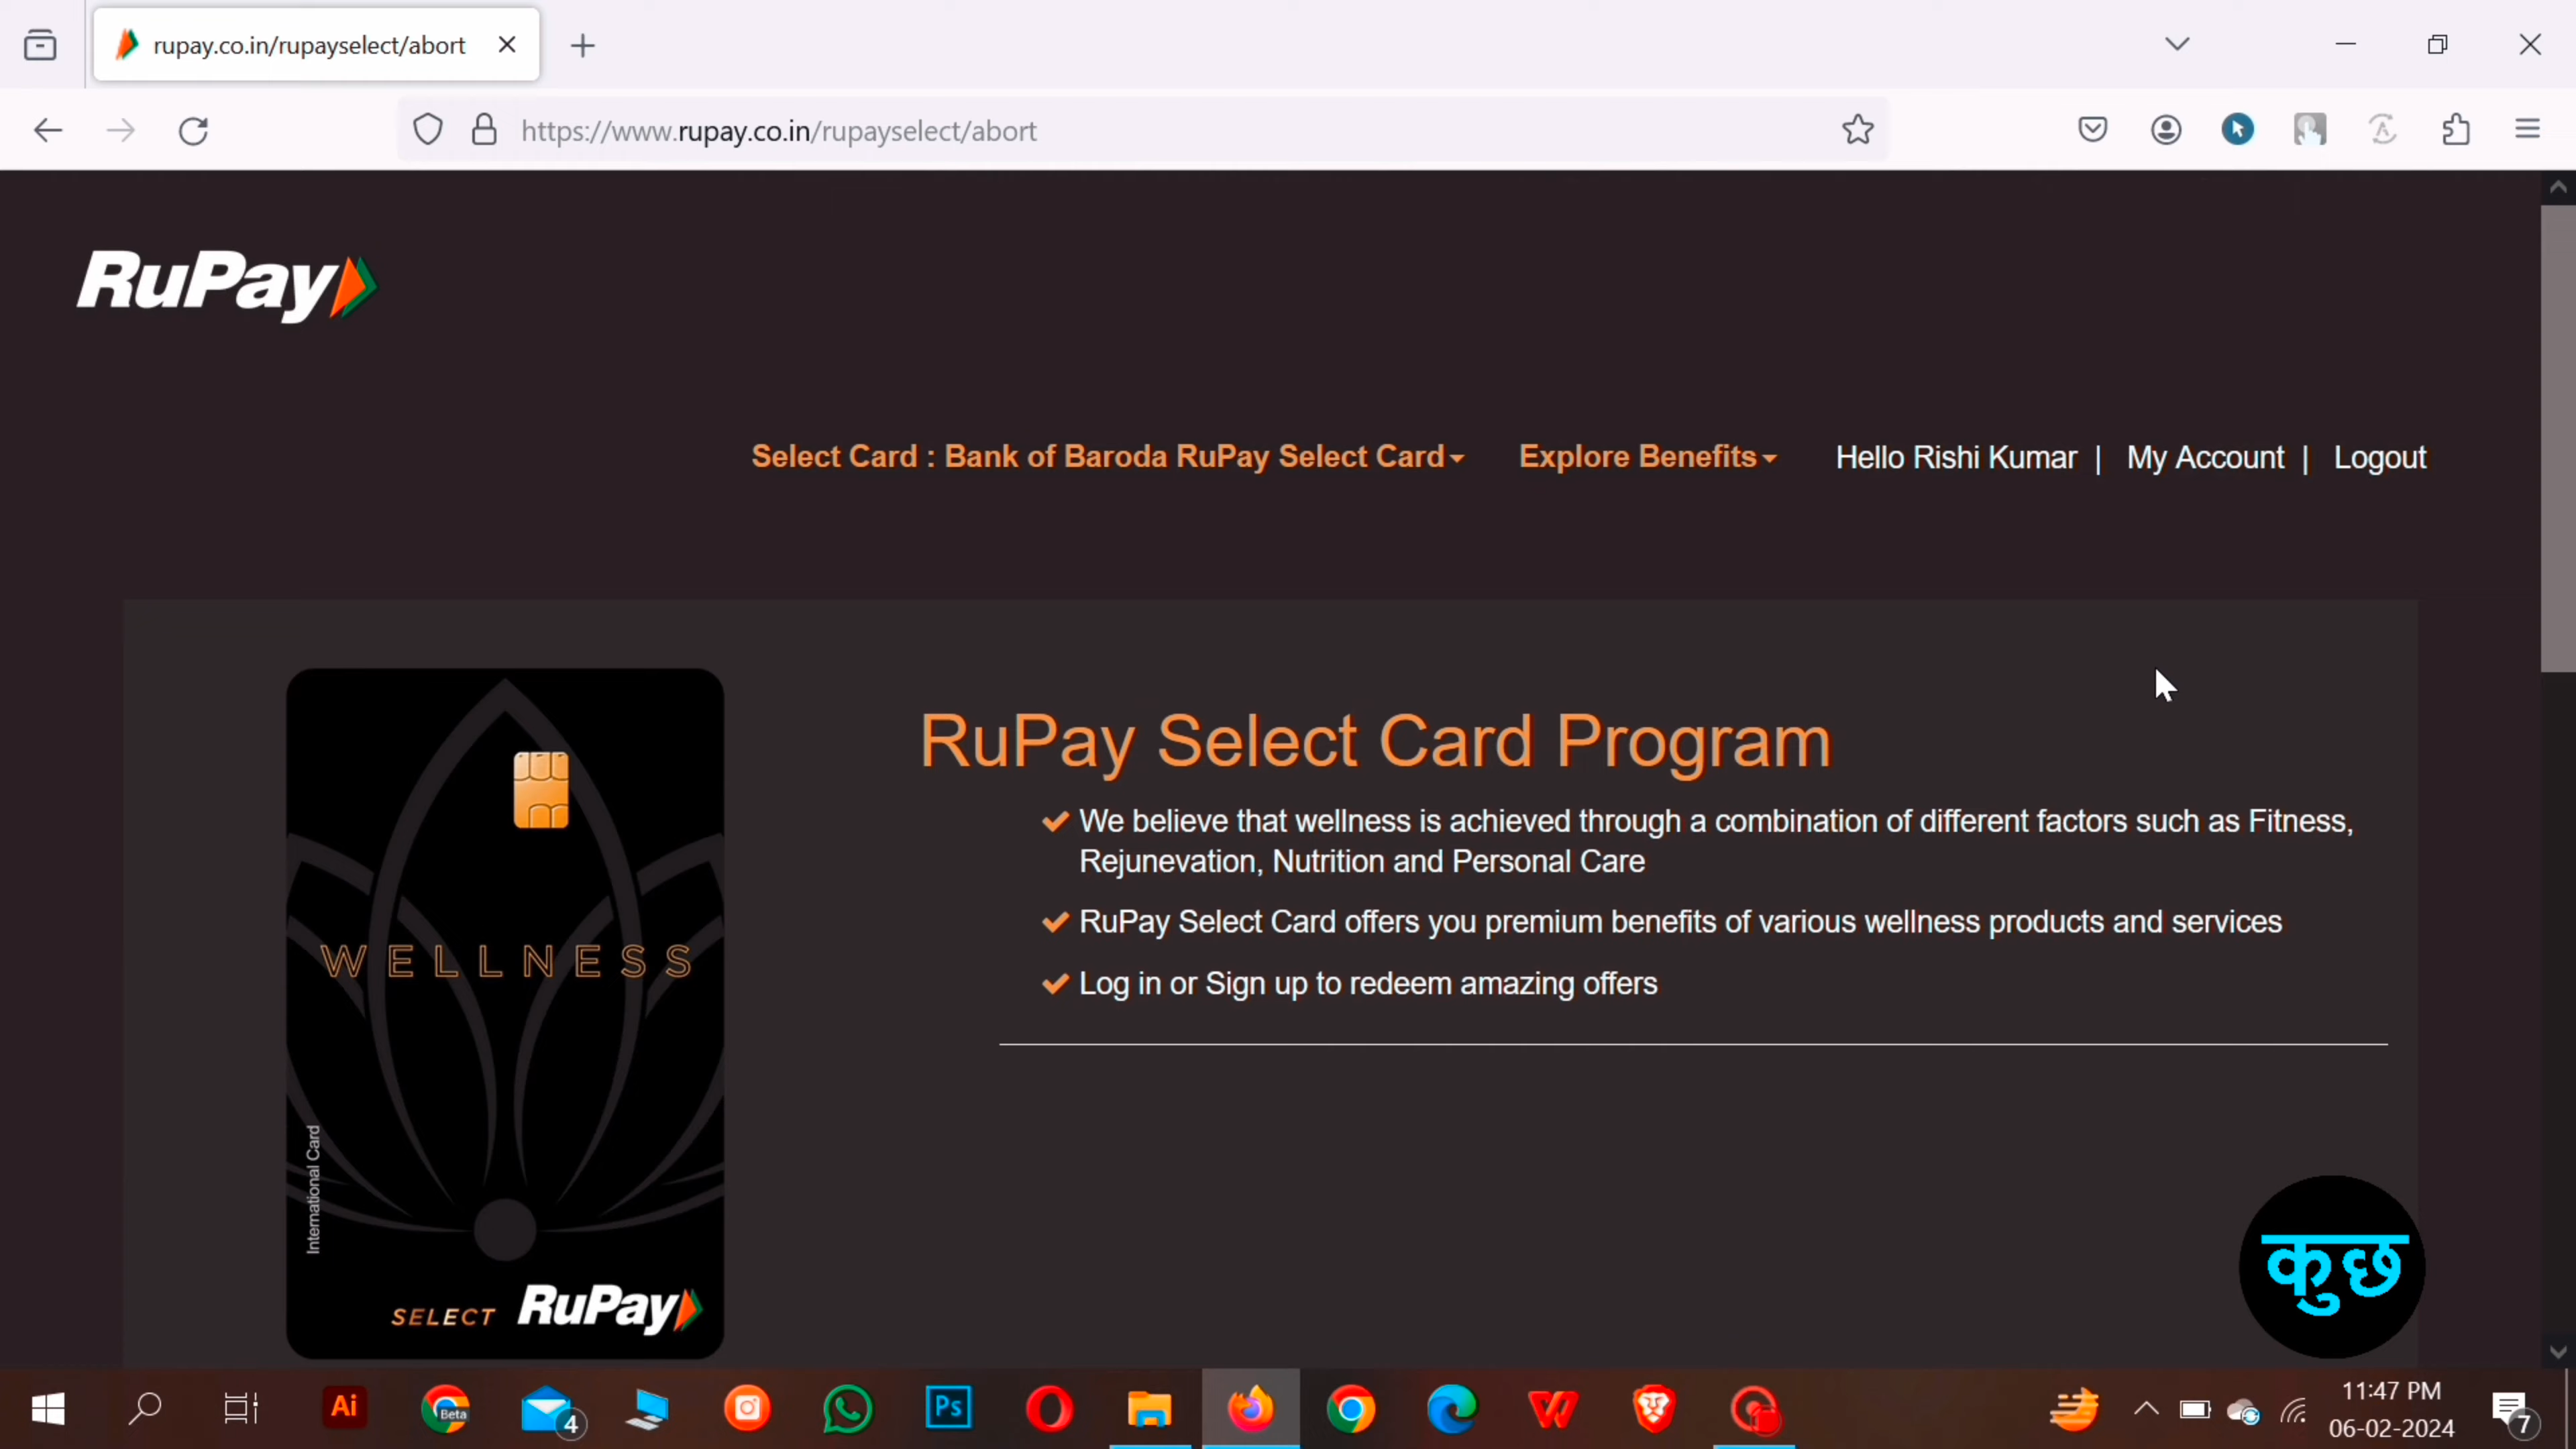 rupay.co.in/rupayselect/abort
https://www.rupay.co.in/rupayselect/abort
RuPay
Select Card : Bank of Baroda RuPay Select Card
Explore Benefits
Hello Rishi Kumar |
My Account |
Logout
RuPay Select Card Program
We believe that wellness is achieved through a combination of different factors such as Fitness,
Rejunevation, Nutrition and Personal Care
RuPay Select Card offers you premium benefits of various wellness products and services
Log in or Sign up to redeem amazing offers
WELLNESS
International Card
SELECT RuPay
कुछ
Ai
Beta
4
Ps
11:47 PM
06-02-2024
7